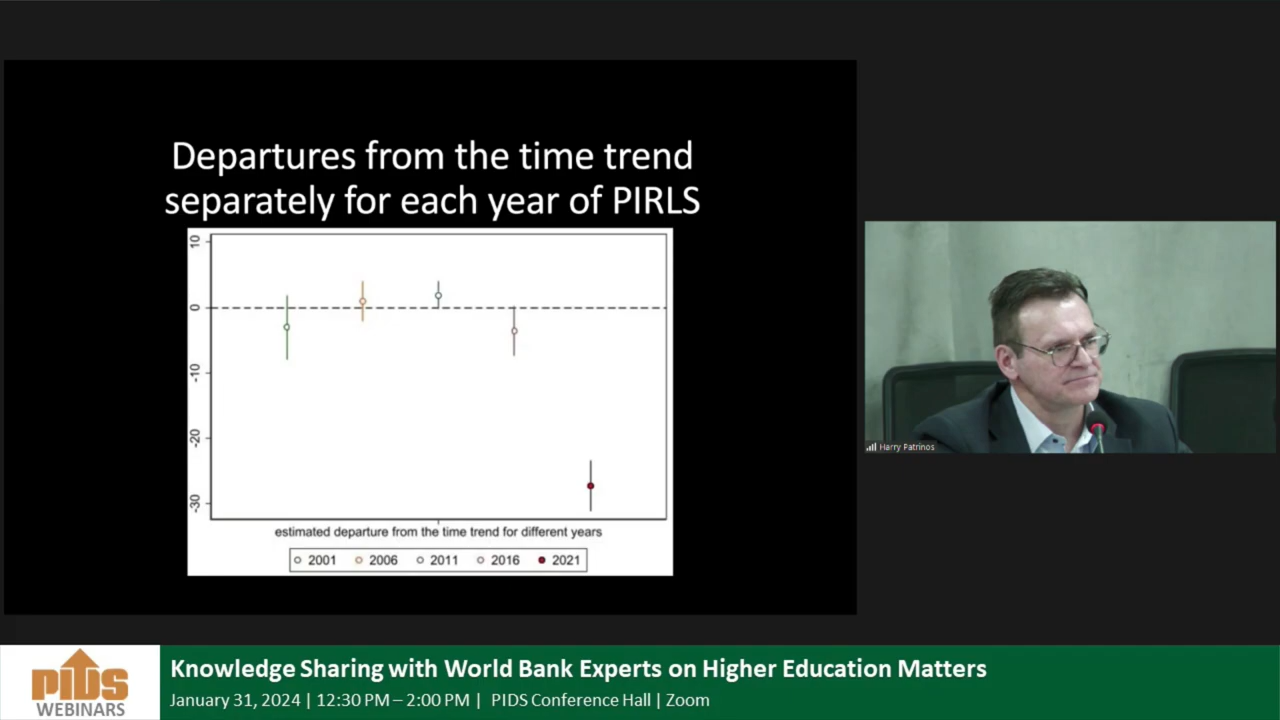 Departures from the time trend
separately for each year of PIRLS
10
0
-10
-20
-30
estimated departure from the time trend for different years
2001 2006 2011 2016 2021
Harry Patrinos
PIDS
WEBINARS
Knowledge Sharing with World Bank Experts on Higher Education Matters
January 31, 2024 | 12:30 PM – 2:00 PM | PIDS Conference Hall | Zoom